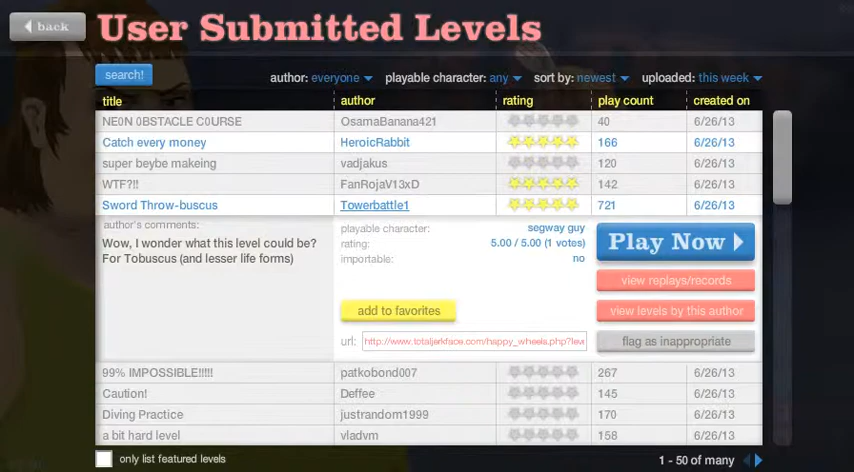 back
User Submitted Levels
search!
author: everyone playable character: any sort by: newest uploaded: this week
title author rating play count created on
NE0N 0BSTACLE C0URSE OsamaBanana421 40 6/26/13
Catch every money HeroicRabbit 166 6/26/13
super beybe makeing vadjakus 120 6/26/13
WTF?!! FanRojaV13xD 142 6/26/13
Sword Throw-buscus Towerbattle1 721 6/26/13
author's comments:
Wow, I wonder what this level could be?
For Tobuscus (and lesser life forms)
playable character: segway guy
rating: 5.00 / 5.00 (1 votes)
importable: no
add to favorites
url: http://www.totaljerkface.com/happy_wheels.php?leve
Play Now
view replays/records
view levels by this author
flag as inappropriate
99% IMPOSSIBLE!!!!! patkobond007 267 6/26/13
Caution! Deffee 145 6/26/13
Diving Practice justrandom1999 170 6/26/13
a bit hard level vladvm 158 6/26/13
only list featured levels 1 - 50 of many